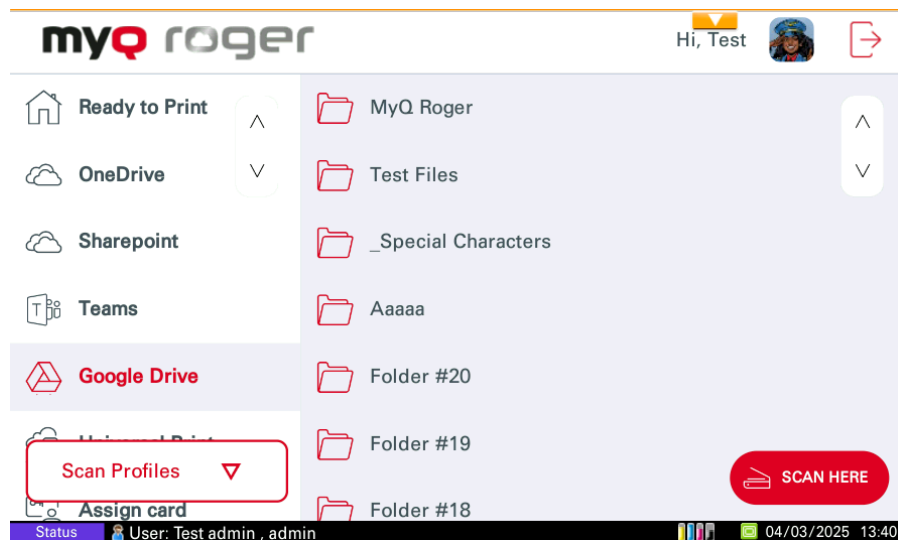 myQ roger
Hi, Test
Ready to Print
OneDrive
Sharepoint
Teams
Google Drive
Universal Print
Scan Profiles
Assign card
MyQ Roger
Test Files
_Special Characters
Aaaaa
Folder #20
Folder #19
Folder #18
SCAN HERE
Status
User: Test admin , admin
04/03/2025 13:40